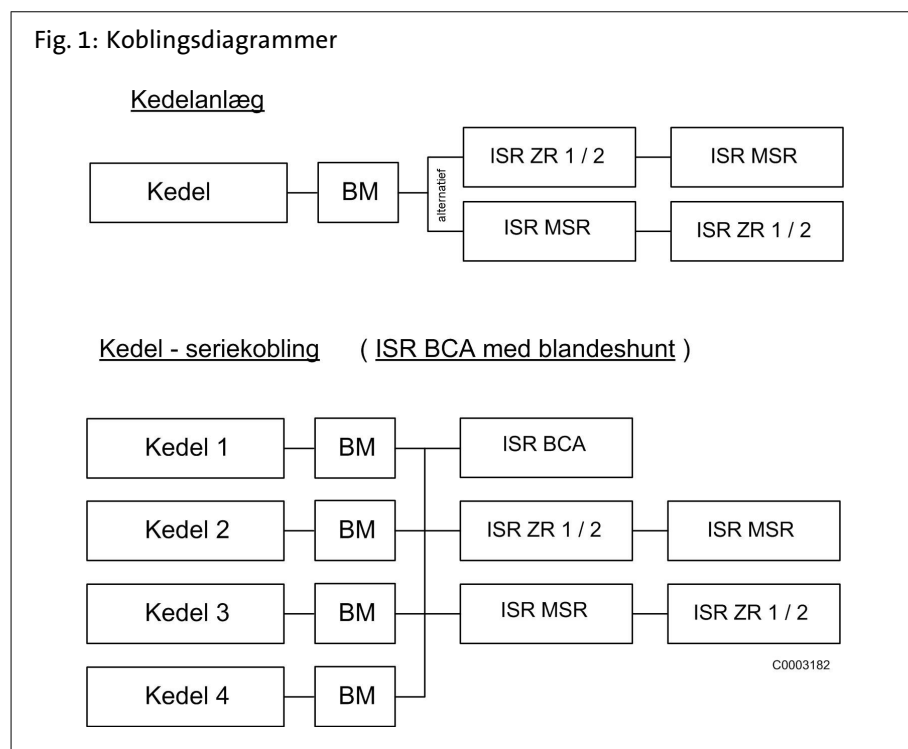 Fig. 1: Koblingsdiagrammer
Kedelanlæg
Kedel
BM
alternatief
ISR ZR 1 / 2
ISR MSR
ISR MSR
ISR ZR 1 / 2
Kedel - seriekobling ( ISR BCA med blandeshunt )
Kedel 1
BM
ISR BCA
Kedel 2
BM
ISR ZR 1 / 2
ISR MSR
Kedel 3
BM
ISR MSR
ISR ZR 1 / 2
C0003182
Kedel 4
BM